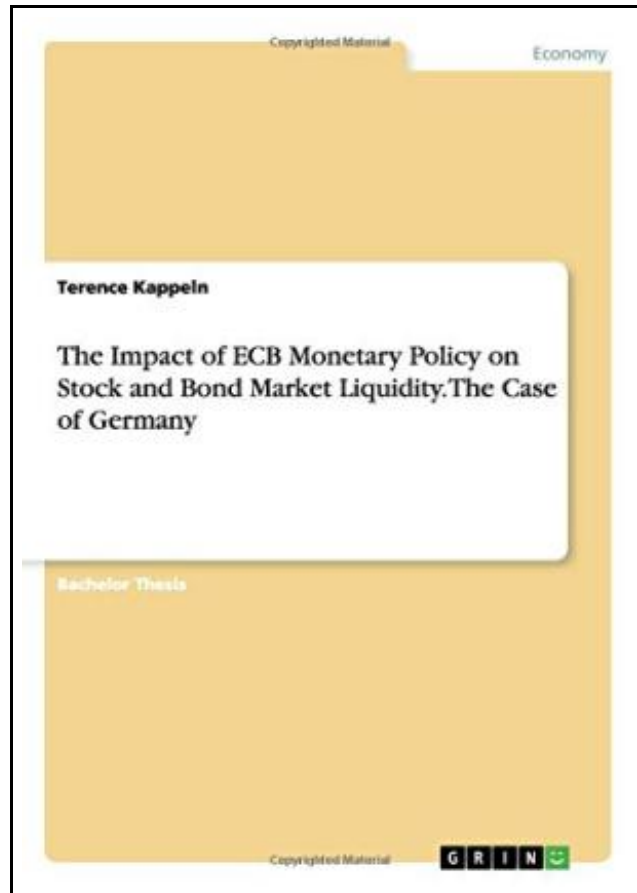 Copyrighted Material
Economy
Terence Kappeln
The Impact of ECB Monetary Policy on
Stock and Bond Market Liquidity. The Case
of Germany
Bachelor Thesis
Copyrighted Material
GRIN